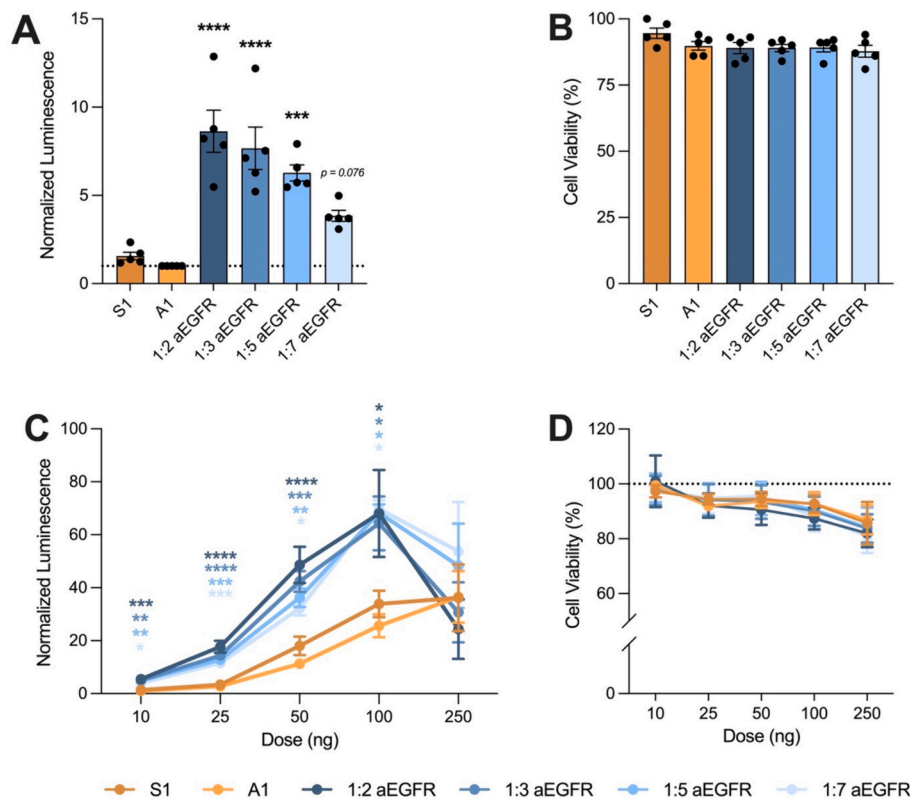 A
Normalized Luminescence
15
10
5
0
****
****
***
p = 0.076
S1
A1
1:2 aEGFR
1:3 aEGFR
1:5 aEGFR
1:7 aEGFR
B
Cell Viability (%)
100
75
50
25
0
S1
A1
1:2 aEGFR
1:3 aEGFR
1:5 aEGFR
1:7 aEGFR
C
Normalized Luminescence
100
80
60
40
20
0
***
**
**
*
****
****
***
***
****
***
**
*
*
*
*
*
10
25
50
100
250
Dose (ng)
D
Cell Viability (%)
120
100
80
60
0
10
25
50
100
250
Dose (ng)
S1
A1
1:2 aEGFR
1:3 aEGFR
1:5 aEGFR
1:7 aEGFR